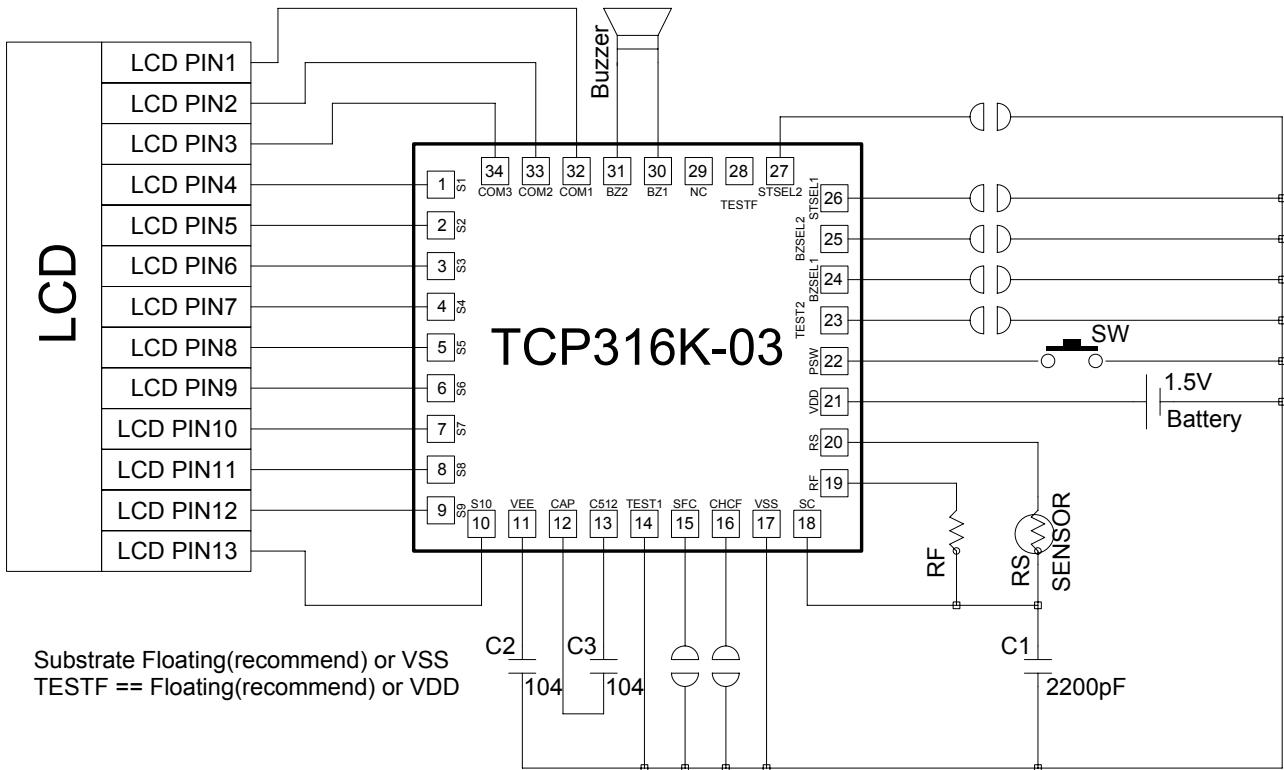 LCD
LCD PIN1
LCD PIN2
LCD PIN3
LCD PIN4
LCD PIN5
LCD PIN6
LCD PIN7
LCD PIN8
LCD PIN9
LCD PIN10
LCD PIN11
LCD PIN12
LCD PIN13
Buzzer
34 33 32 31 30 29 28 27
COM3 COM2 COM1 BZ2 BZ1 NC TESTF STSEL2
1 S1
2 S2
3 S3
4 S4
5 S5
6 S6
7 S7
8 S8
9 S9
TCP316K-03
STSEL1 26
BZSEL2 25
BZSEL1 24
TEST2 23
PSW 22
VDD 21
RS 20
RF 19
S10 VEE CAP C512 TEST1 SFC CHCF VSS SC
10 11 12 13 14 15 16 17 18
SW
1.5V
Battery
RF
RS
SENSOR
C2
104
C3
104
C1
2200pF
Substrate Floating(recommend) or VSS
TESTF == Floating(recommend) or VDD